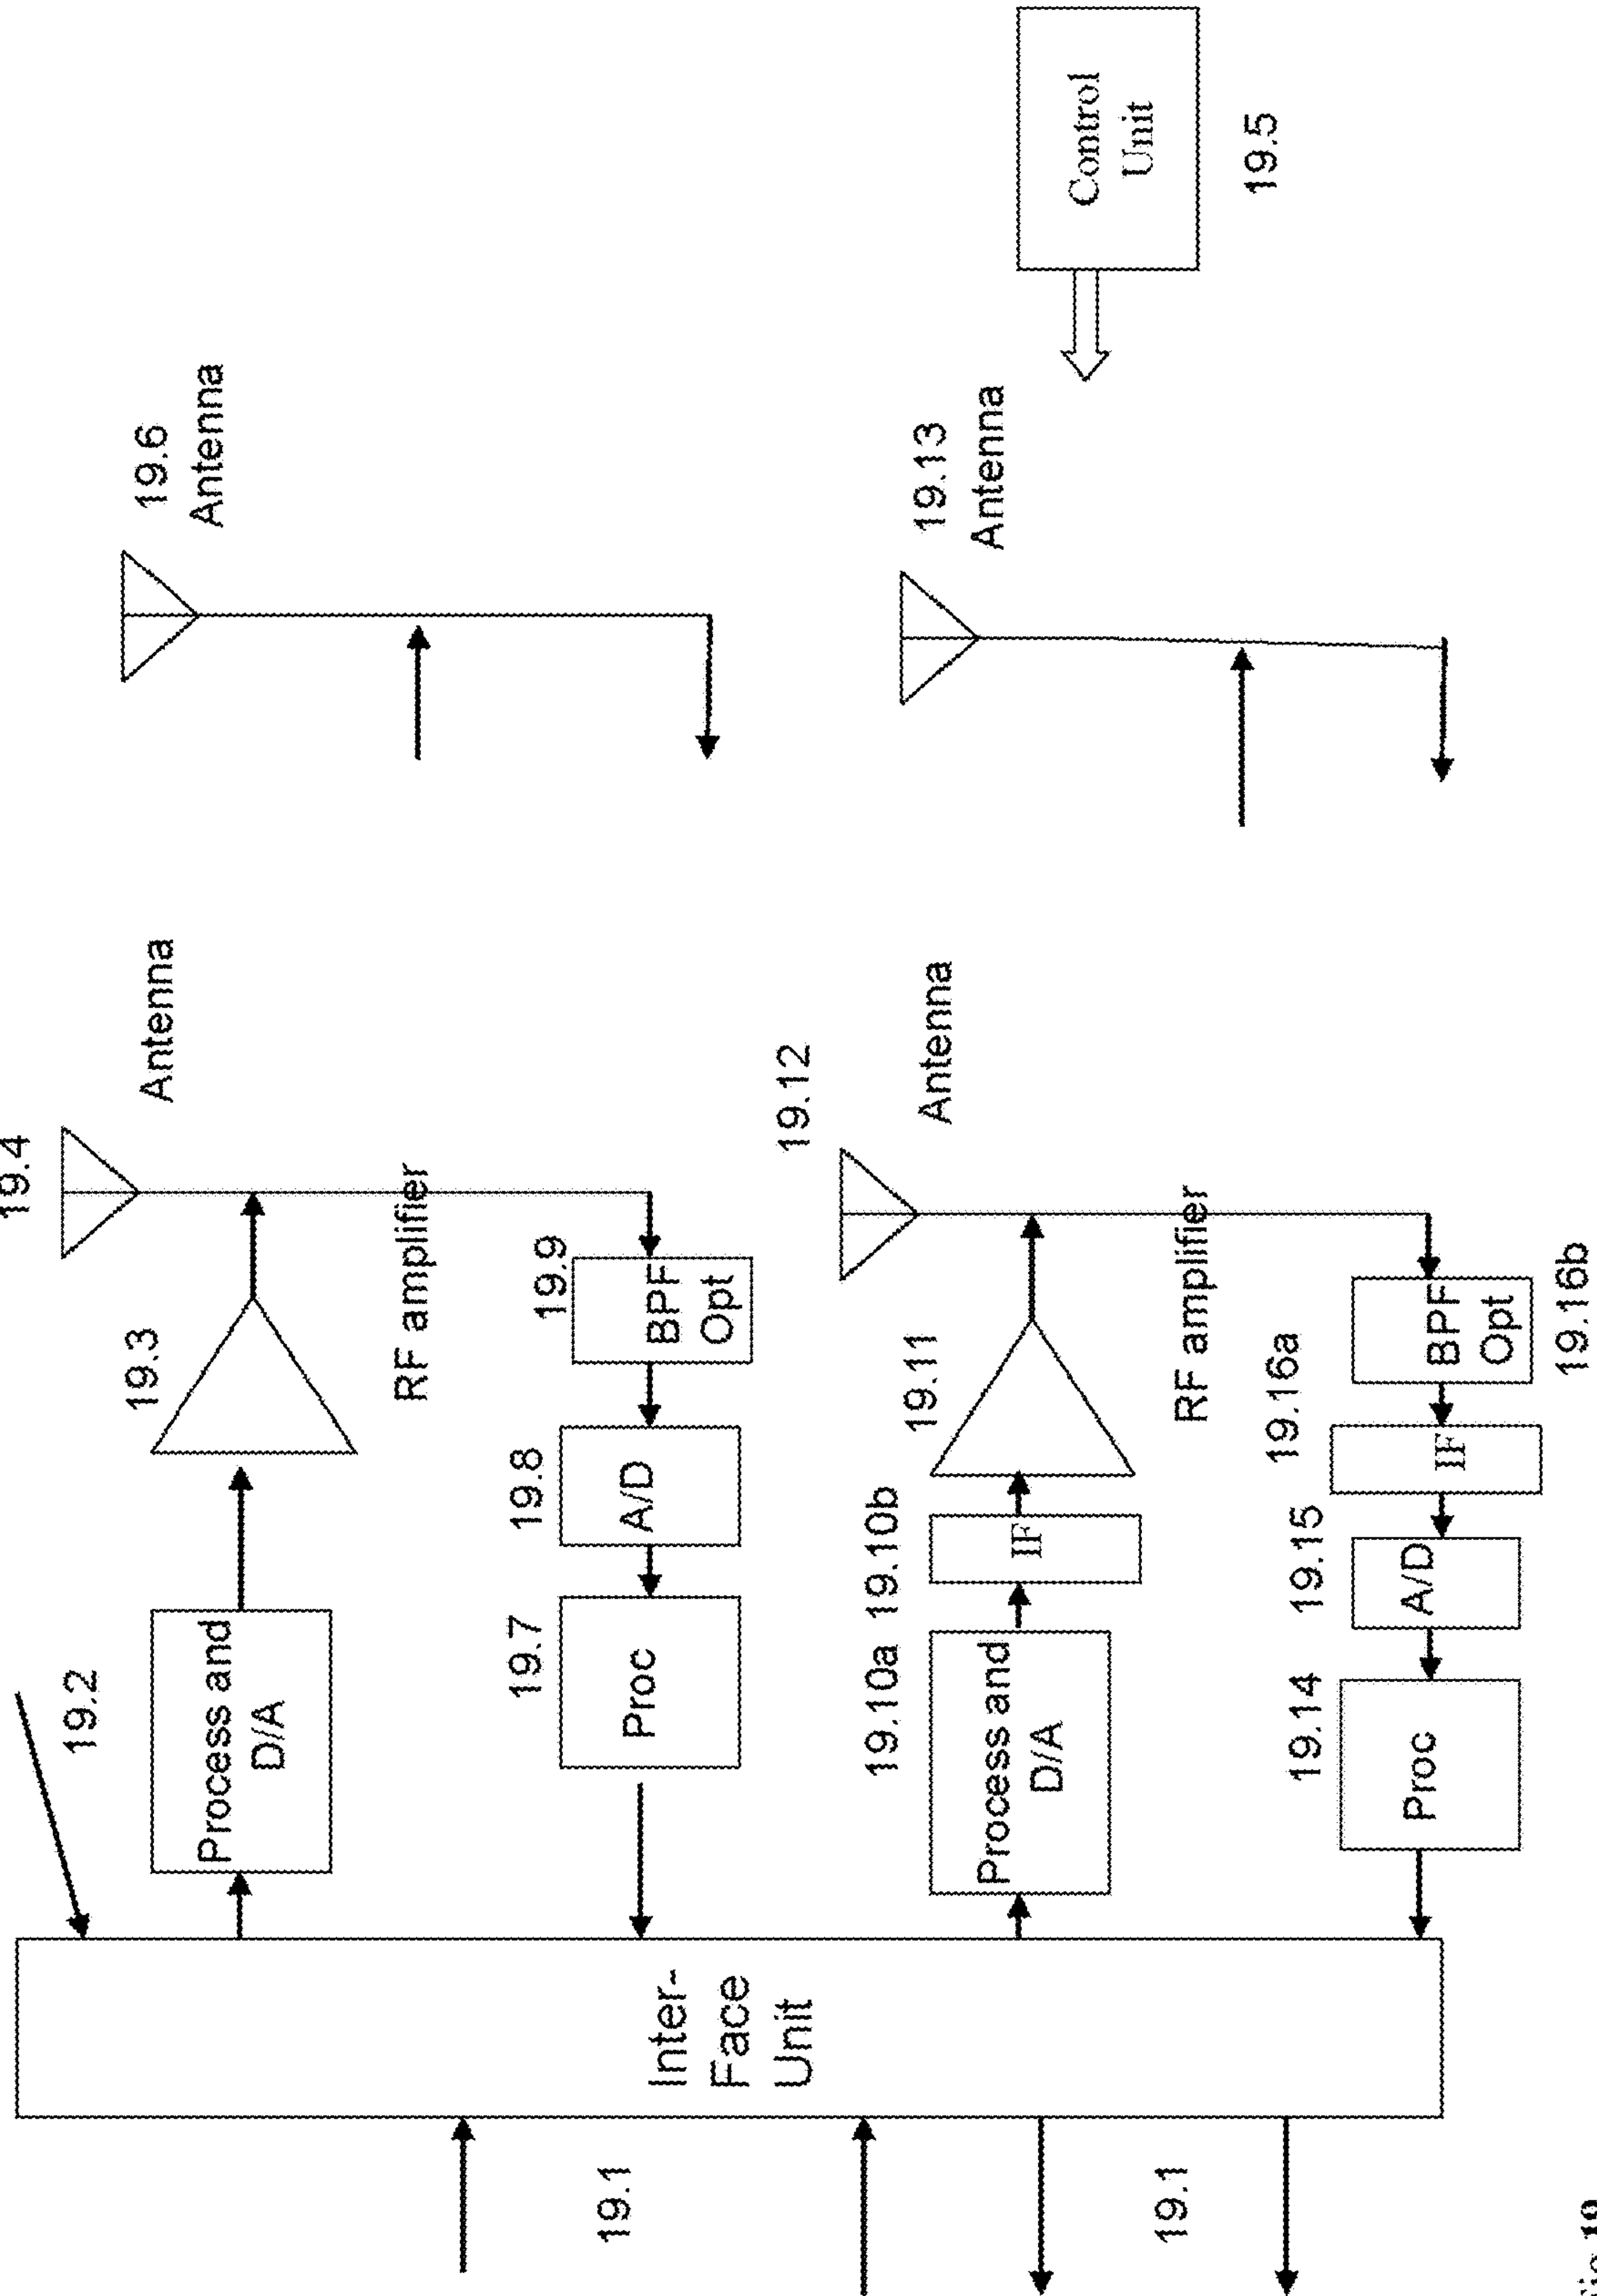 19.4
Antenna
19.6
Antenna
19.2
19.3
Process and
D/A
RF amplifier
19.7
19.8
19.9
Proc
A/D
BPF
Opt
Inter-
Face
Unit
19.12
Antenna
19.13
Antenna
19.10a 19.10b
19.11
Process and
D/A
IF
RF amplifier
Control
Unit
19.5
19.14
19.15
19.16a
Proc
A/D
IF
BPF
Opt
19.16b
19.1
19.1